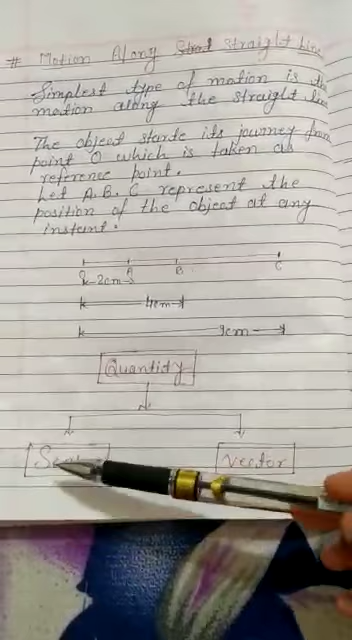 # Motion Along straight Line
Simplest type of motion is the
motion along the straight line
The object starts its journey from
point O which is taken as
reference point.
Let A, B, C represent the
position of the object at any
instant.
O A B C
2cm
4cm
9cm
Quantity
Vector